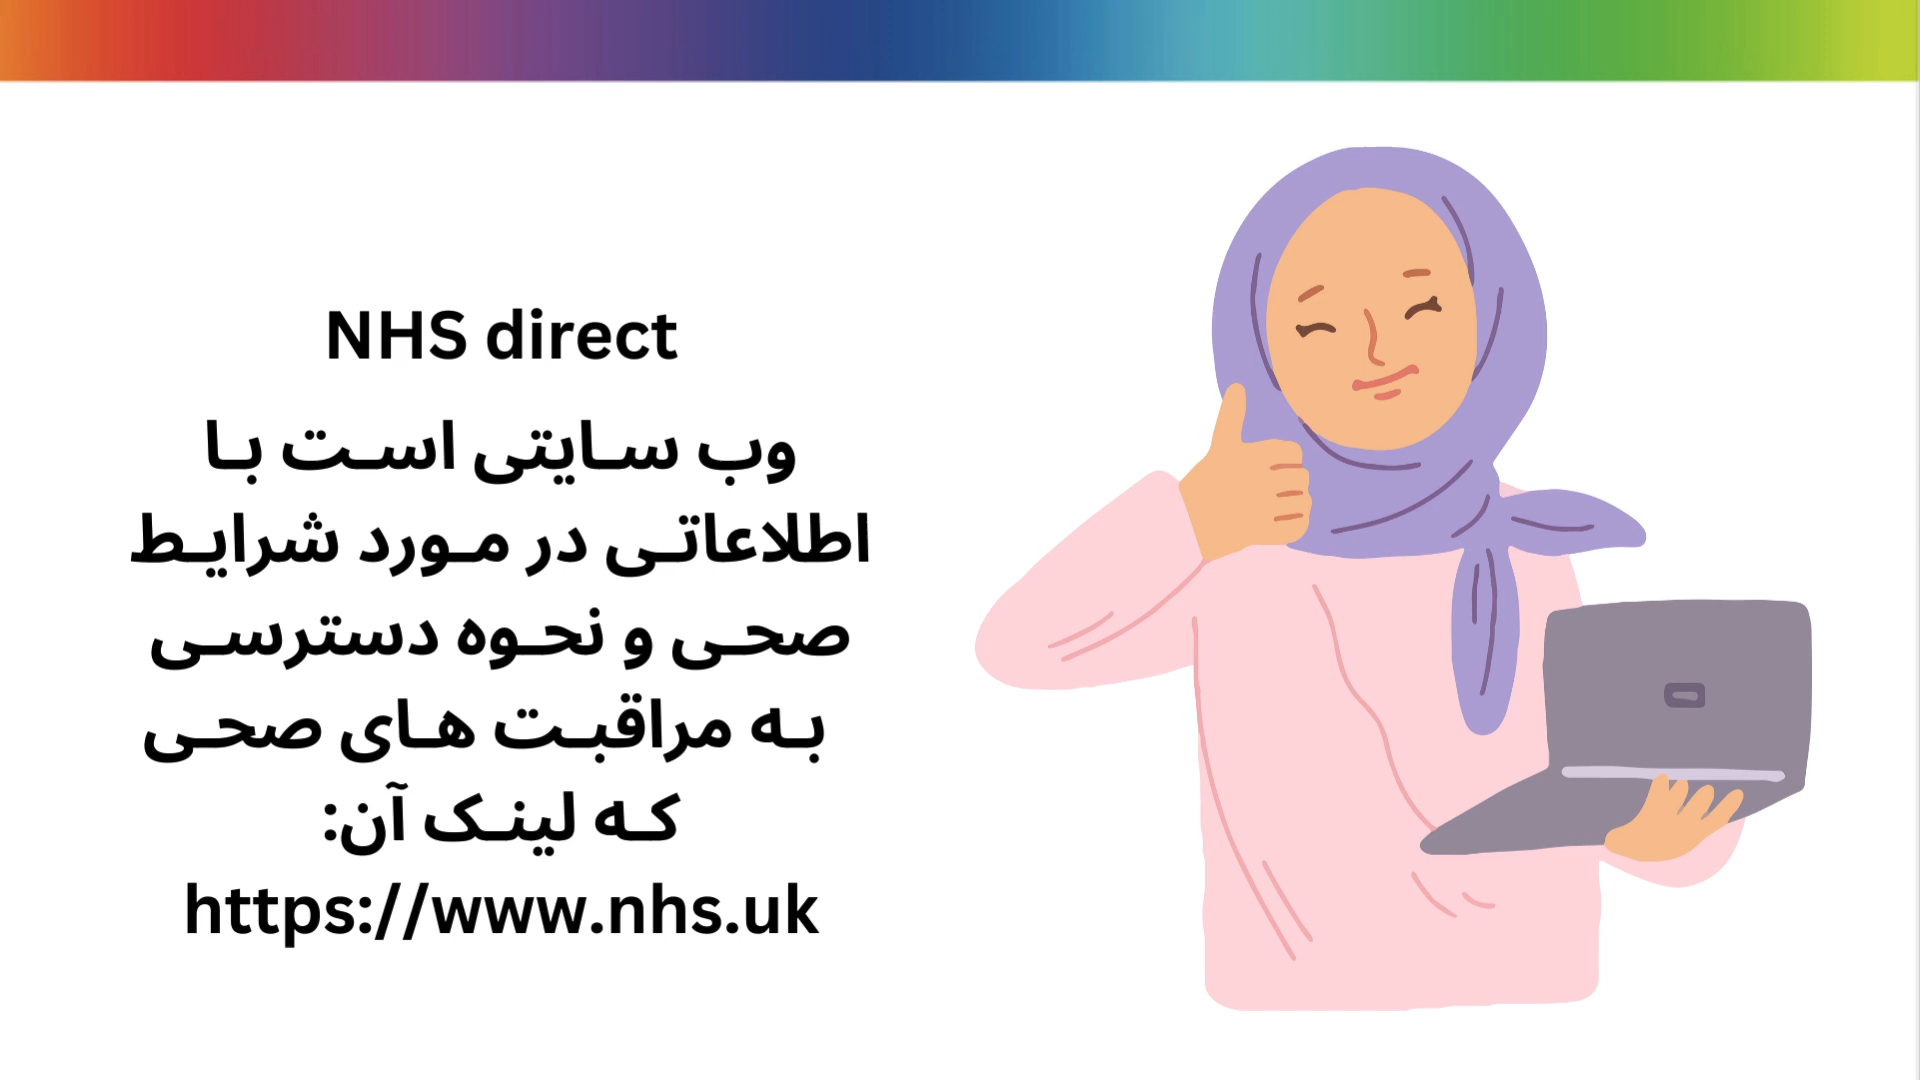 NHS direct
وب سایتی است با
اطلاعاتی در مورد شرایط
صحی و نحوه دسترسی
به مراقبت های صحی
که لینک آن:
https://www.nhs.uk